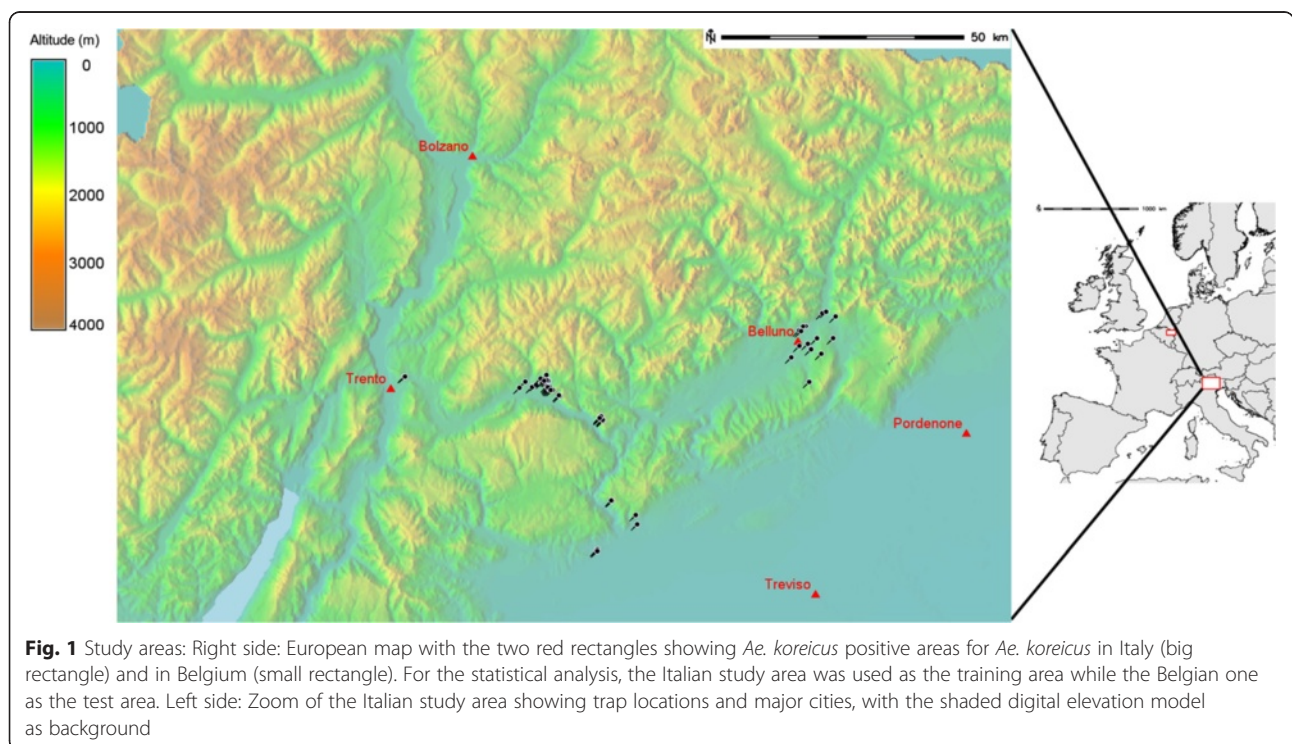 Altitude (m)
0
1000
2000
3000
4000
N
50 km
Bolzano
Belluno
Trento
Pordenone
Treviso
1000 km
Fig. 1 Study areas: Right side: European map with the two red rectangles showing Ae. koreicus positive areas for Ae. koreicus in Italy (big
rectangle) and in Belgium (small rectangle). For the statistical analysis, the Italian study area was used as the training area while the Belgian one
as the test area. Left side: Zoom of the Italian study area showing trap locations and major cities, with the shaded digital elevation model
as background